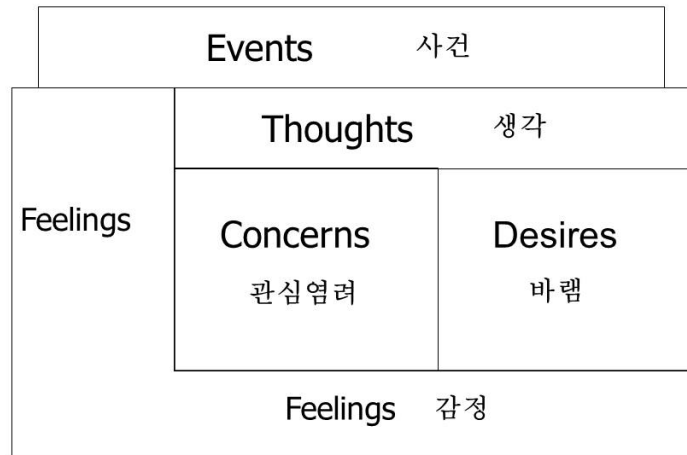 Events 사건
Thoughts 생각
Feelings
Concerns
관심염려
Desires
바램
Feelings 감정